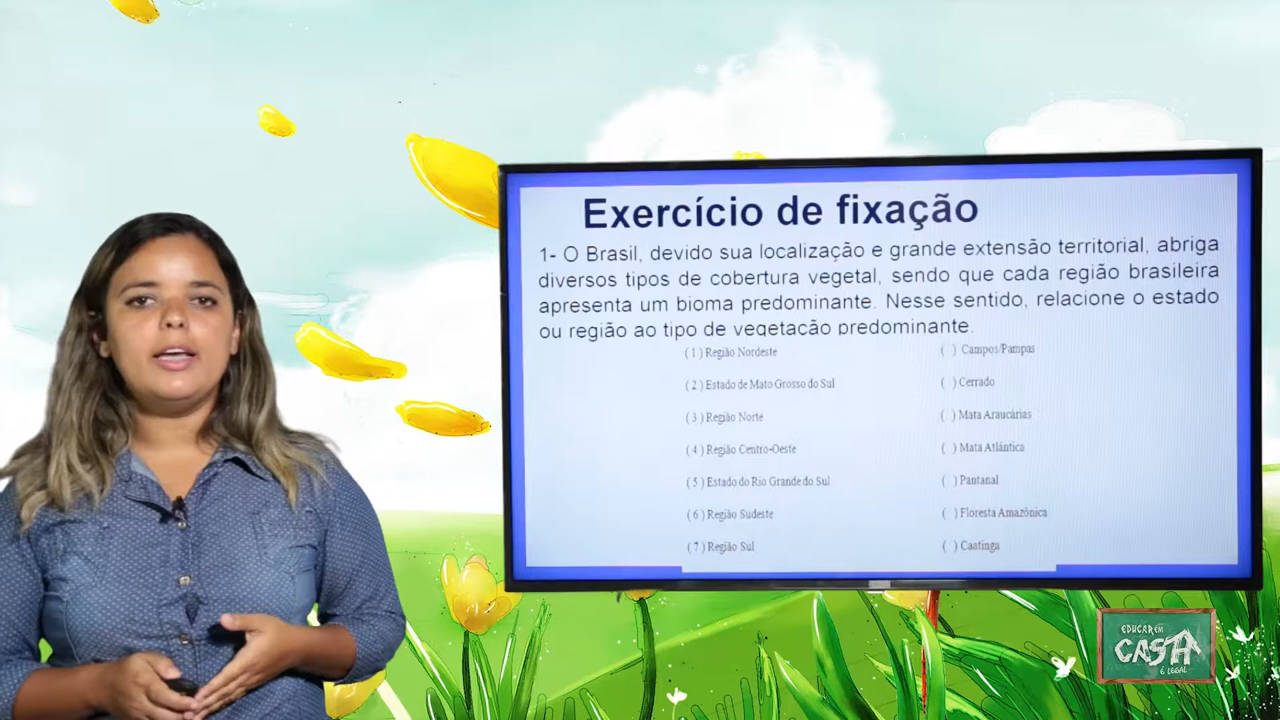 Exercício de fixação
1- O Brasil, devido sua localização e grande extensão territorial, abriga
diversos tipos de cobertura vegetal, sendo que cada região brasileira
apresenta um bioma predominante. Nesse sentido, relacione o estado
ou região ao tipo de vegetação predominante.
( 1 ) Região Nordeste ( ) Campos/Pampas
( 2 ) Estado de Mato Grosso do Sul ( ) Cerrado
( 3 ) Região Norte ( ) Mata Araucárias
( 4 ) Região Centro-Oeste ( ) Mata Atlântica
( 5 ) Estado do Rio Grande do Sul ( ) Pantanal
( 6 ) Região Sudeste ( ) Floresta Amazônica
( 7 ) Região Sul ( ) Caatinga
EDUCAR EM
CASA
É LEGAL